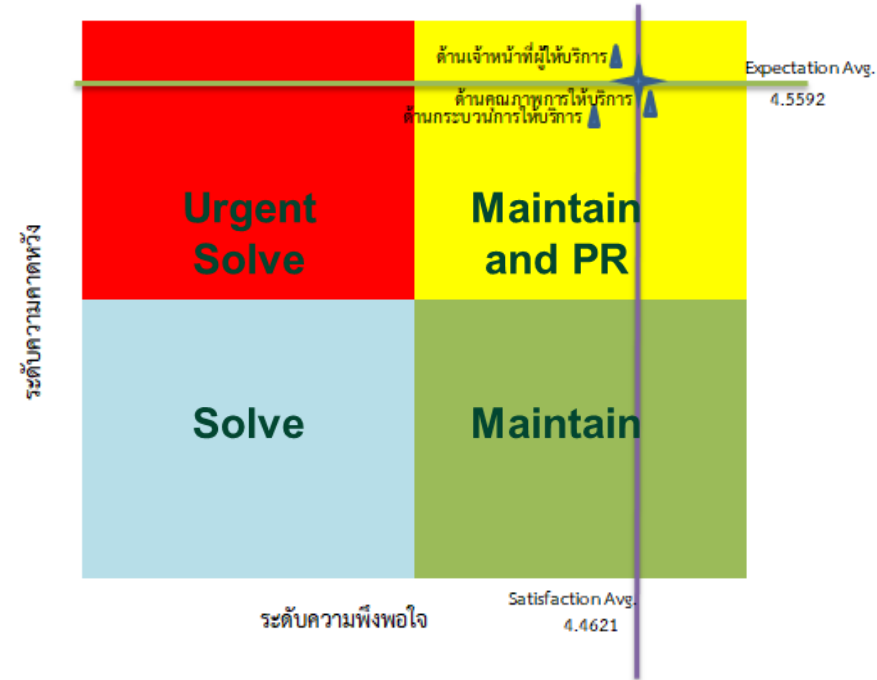 ด้านเจ้าหน้าที่ผู้ให้บริการ
Expectation Avg.
4.5592
ด้านคุณภาพการให้บริการ
ด้านกระบวนการให้บริการ
Urgent
Solve
Maintain
and PR
ระดับความคาดหวัง
Solve
Maintain
Satisfaction Avg.
4.4621
ระดับความพึงพอใจ